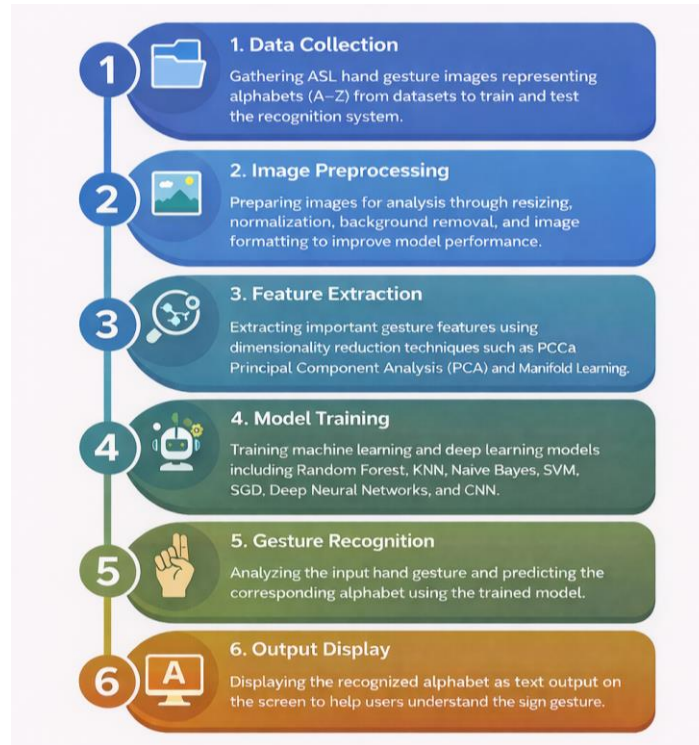 1
1. Data Collection
Gathering ASL hand gesture images representing
alphabets (A–Z) from datasets to train and test
the recognition system.
2
2. Image Preprocessing
Preparing images for analysis through resizing,
normalization, background removal, and image
formatting to improve model performance.
3
3. Feature Extraction
Extracting important gesture features using
dimensionality reduction techniques such as PCCa
Principal Component Analysis (PCA) and Manifold Learning.
4
4. Model Training
Training machine learning and deep learning models
including Random Forest, KNN, Naive Bayes, SVM,
SGD, Deep Neural Networks, and CNN.
5
5. Gesture Recognition
Analyzing the input hand gesture and predicting the
corresponding alphabet using the trained model.
6
A
6. Output Display
Displaying the recognized alphabet as text output on
the screen to help users understand the sign gesture.